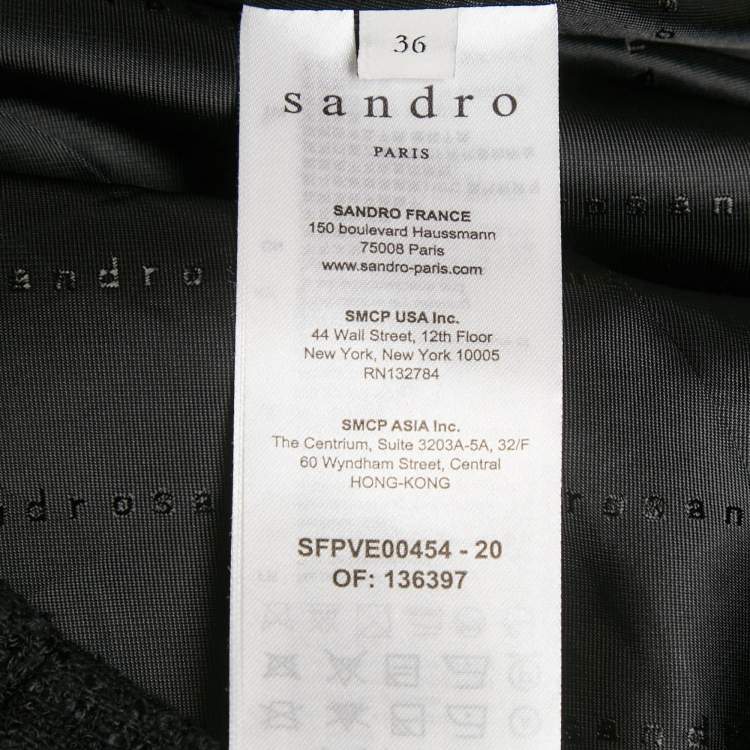 36
sandro
PARIS
SANDRO FRANCE
150 boulevard Haussmann
75008 Paris
www.sandro-paris.com
SMCP USA Inc.
44 Wall Street, 12th Floor
New York, New York 10005
RN132784
SMCP ASIA Inc.
The Centrium, Suite 3203A-5A, 32/F
60 Wyndham Street, Central
HONG-KONG
SFPVE00454 - 20
OF: 136397